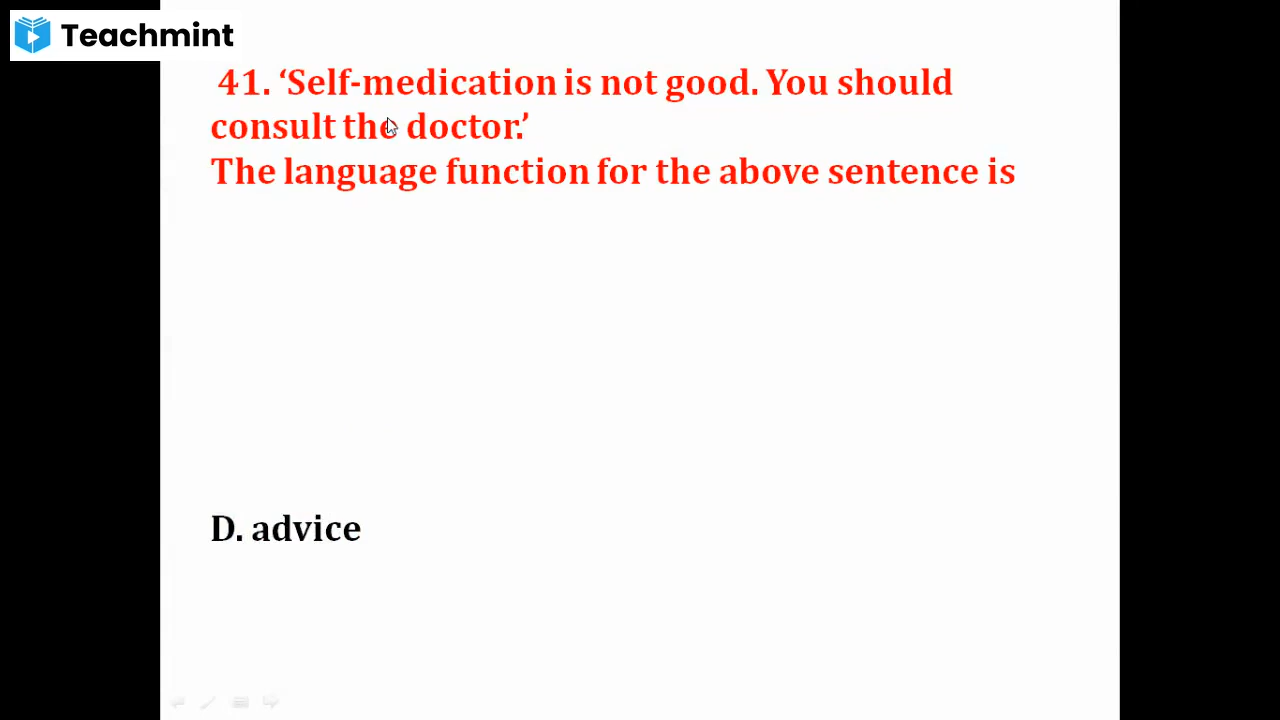 Teachmint
41. ‘Self-medication is not good. You should
consult the doctor.’
The language function for the above sentence is
D. advice